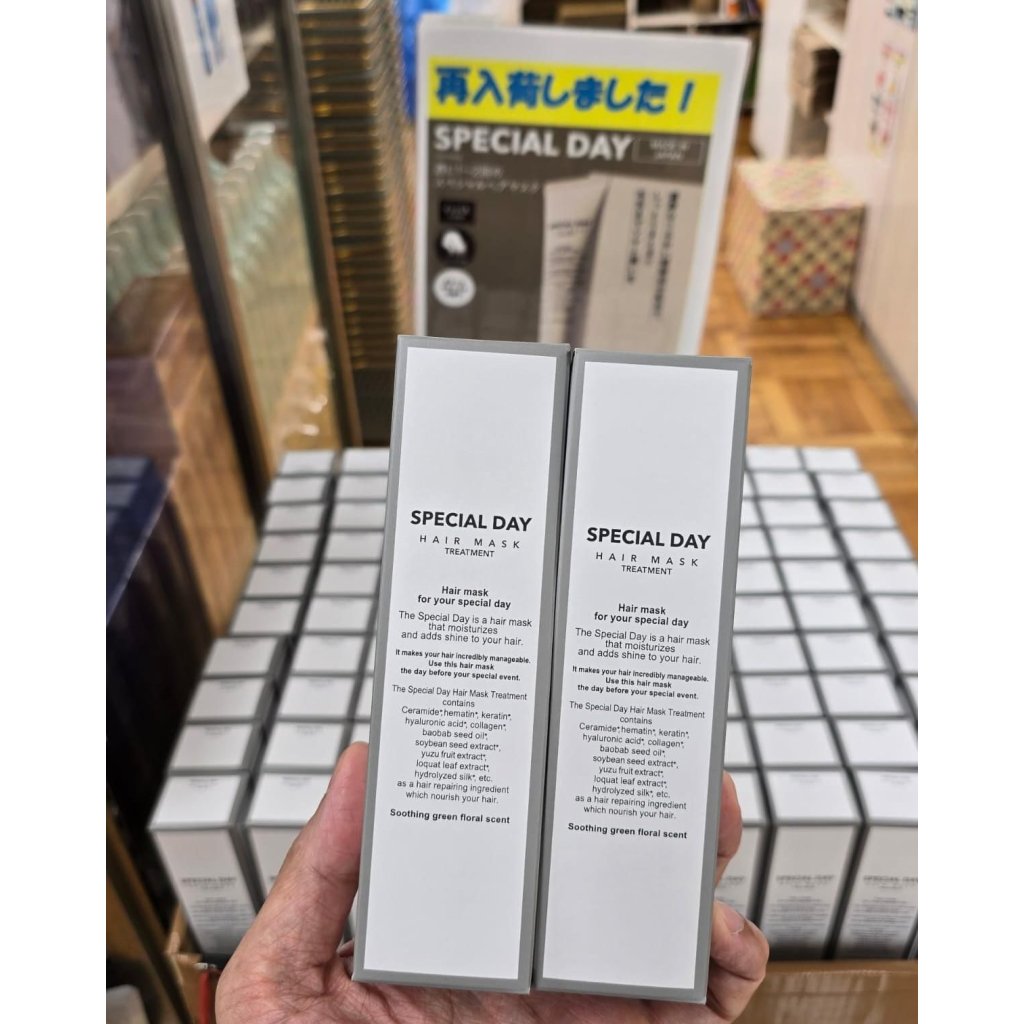 再入荷しました！
SPECIAL DAY
MADE IN
JAPAN
SPECIAL DAY
HAIR MASK
TREATMENT
Hair mask
for your special day
The Special Day is a hair mask
that moisturizes
and adds shine to your hair.
It makes your hair incredibly manageable.
Use this hair mask
the day before your special event.
The Special Day Hair Mask Treatment
contains
Ceramide*,hematin*, keratin*,
hyaluronic acid*, collagen*,
baobab seed oil*,
soybean seed extract*,
yuzu fruit extract*,
loquat leaf extract*,
hydrolyzed silk*, etc.
as a hair repairing ingredient
which nourish your hair.
Soothing green floral scent
SPECIAL DAY
HAIR MASK
TREATMENT
Hair mask
for your special day
The Special Day is a hair mask
that moisturizes
and adds shine to your hair.
It makes your hair incredibly manageable.
Use this hair mask
the day before your special event.
The Special Day Hair Mask Treatment
contains
Ceramide*,hematin*, keratin*,
hyaluronic acid*, collagen*,
baobab seed oil*,
soybean seed extract*,
yuzu fruit extract*,
loquat leaf extract*,
hydrolyzed silk*, etc.
as a hair repairing ingredient
which nourish your hair.
Soothing green floral scent
SPECIAL DAY
SPECIAL DAY
SPECIAL DAY